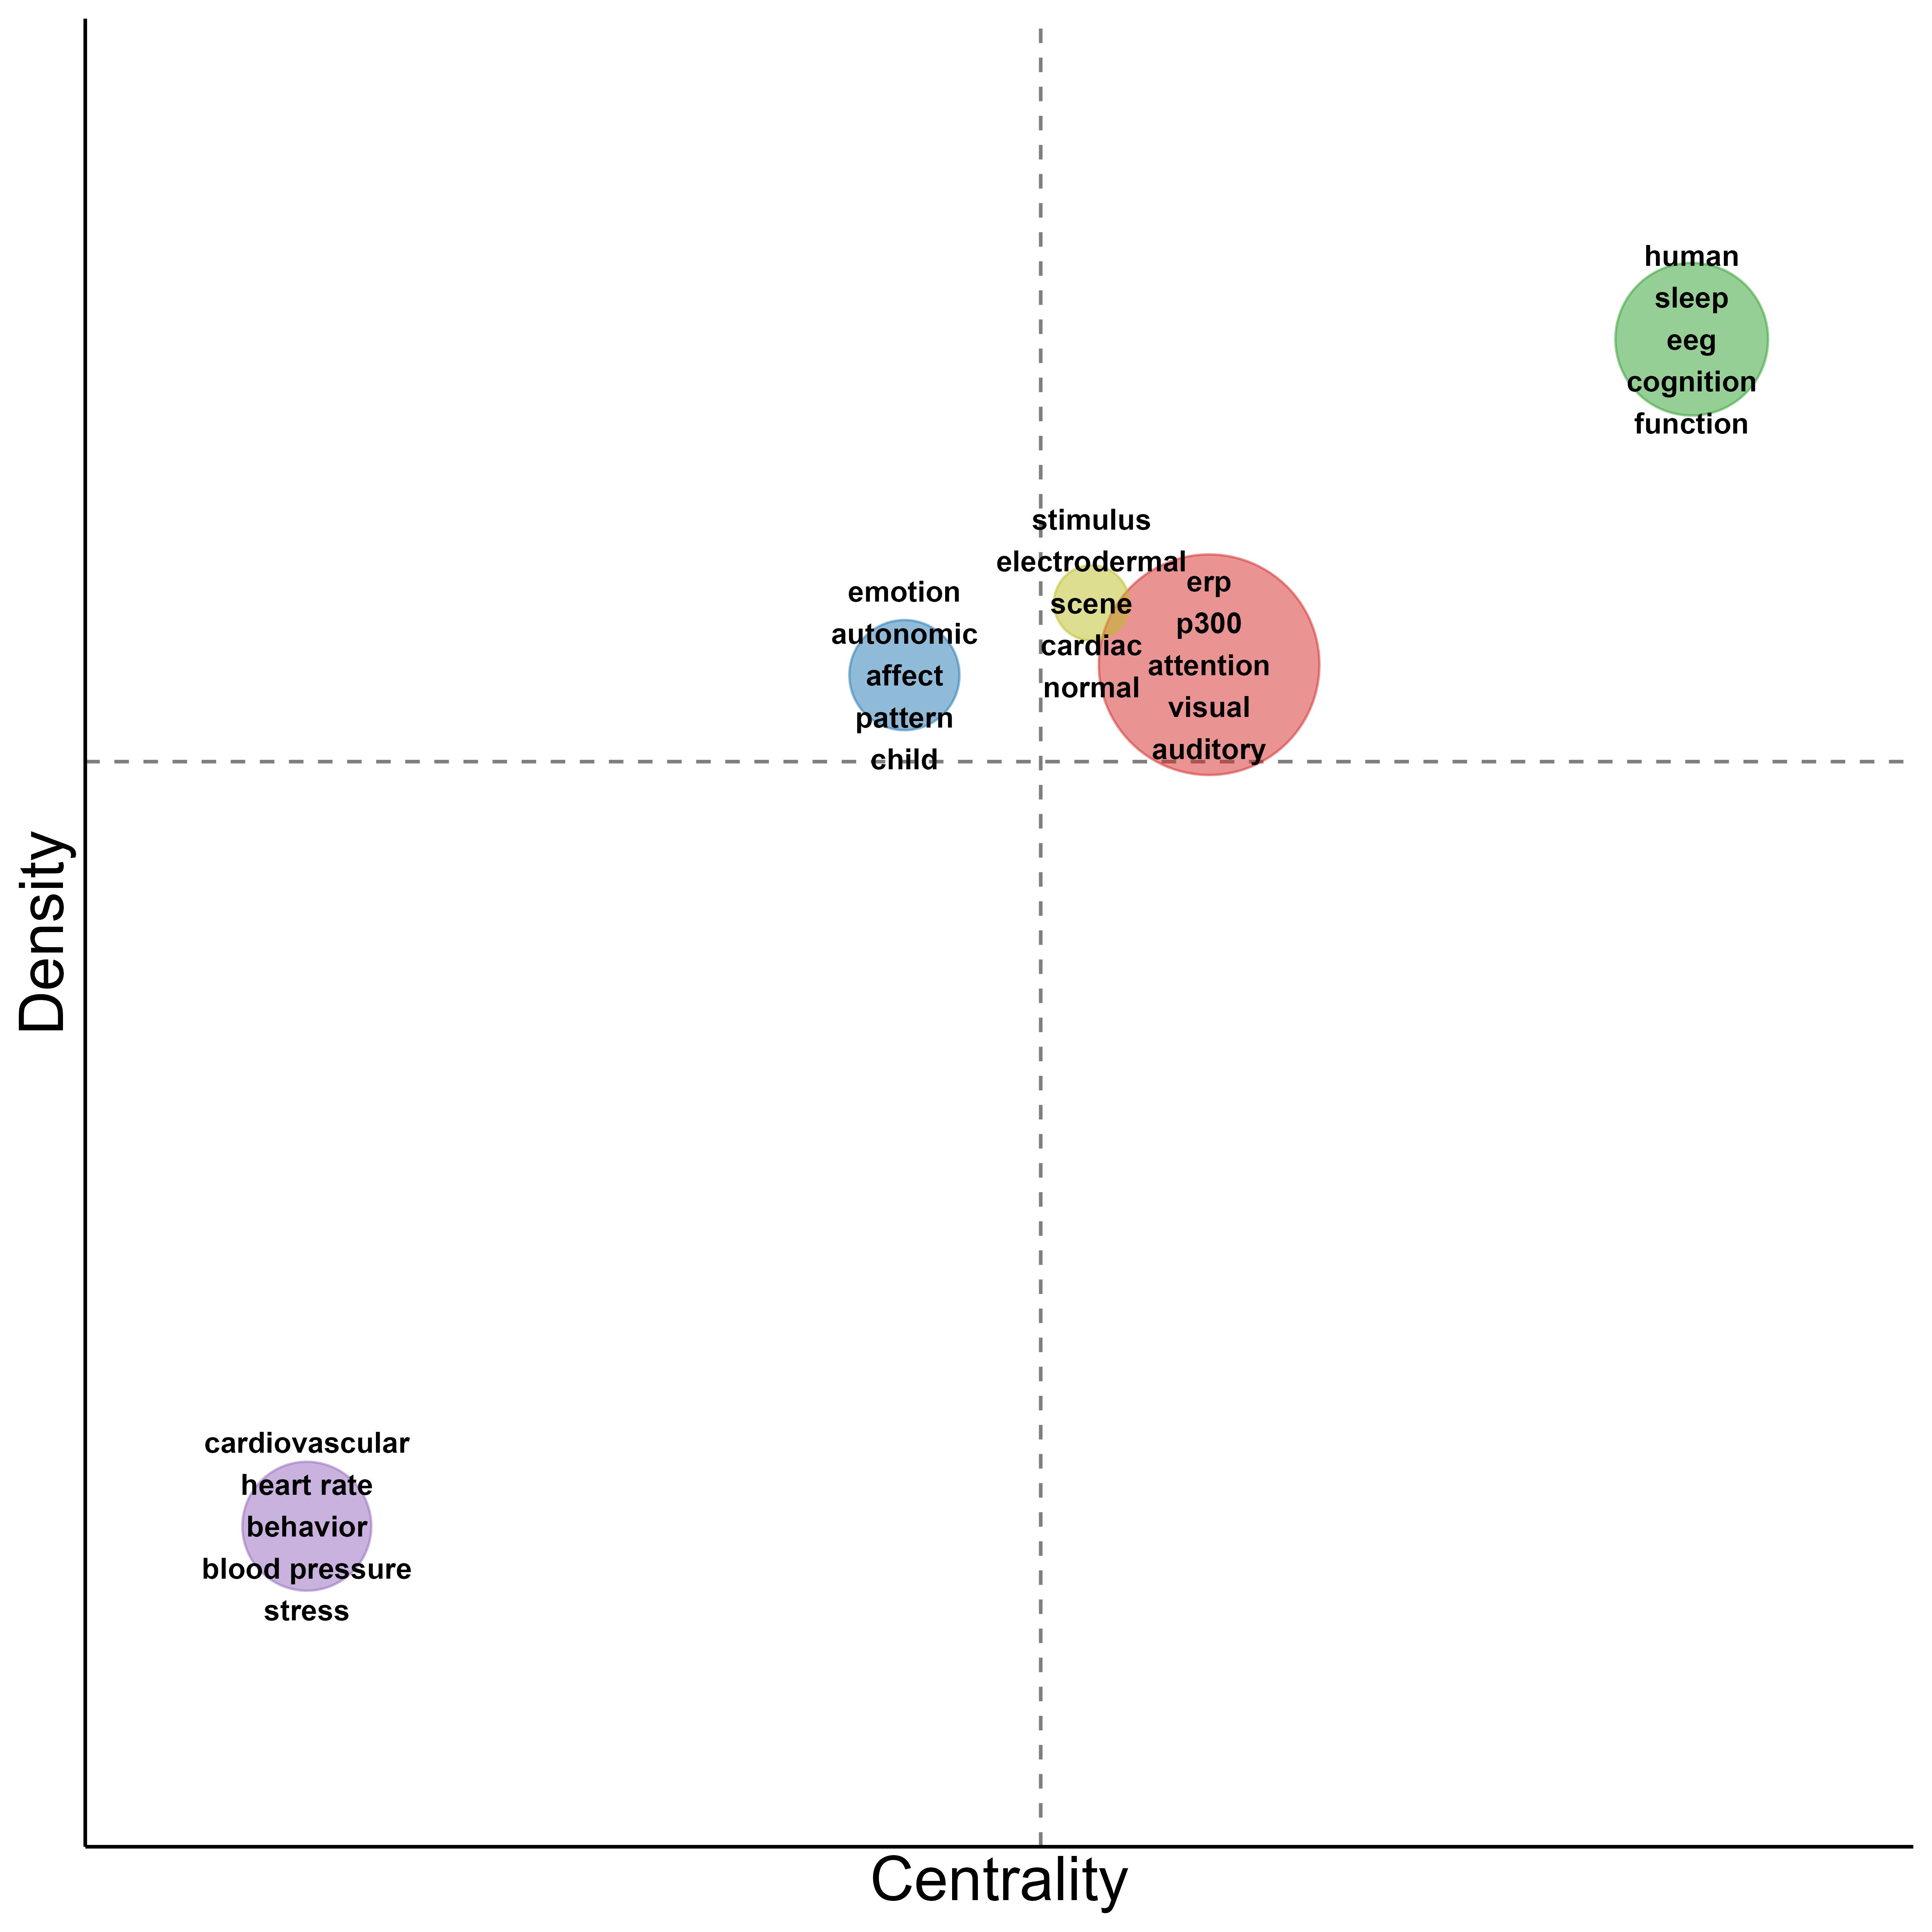 human
sleep
eeg
cognition
function
stimulus
electrodermal
scene
cardiac
normal
erp
p300
attention
visual
auditory
emotion
autonomic
affect
pattern
child
Density
cardiovascular
heart rate
behavior
blood pressure
stress
Centrality